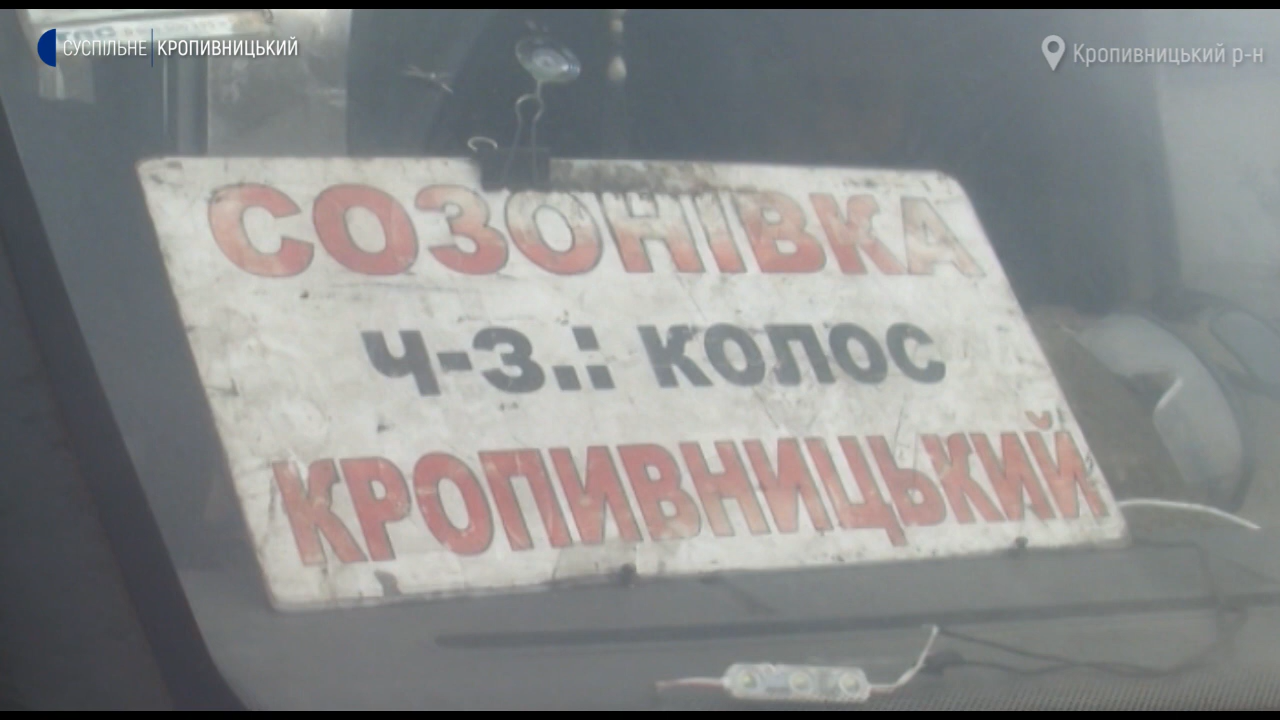 СУСПІЛЬНЕ КРОПИВНИЦЬКИЙ
Кропивницький р-н
СОЗОНІВКА
ч-з.: КОЛОС
КРОПИВНИЦЬКИЙ